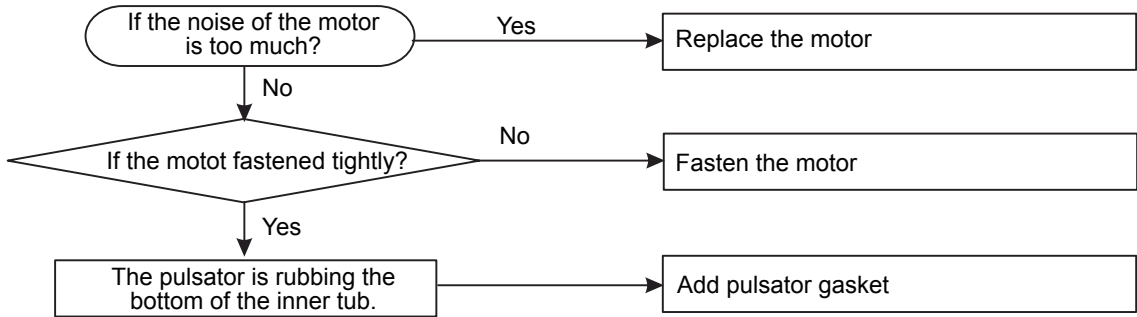 If the noise of the motor
is too much?
Yes
Replace the motor
No
If the motot fastened tightly?
No
Fasten the motor
Yes
The pulsator is rubbing the
bottom of the inner tub.
Add pulsator gasket